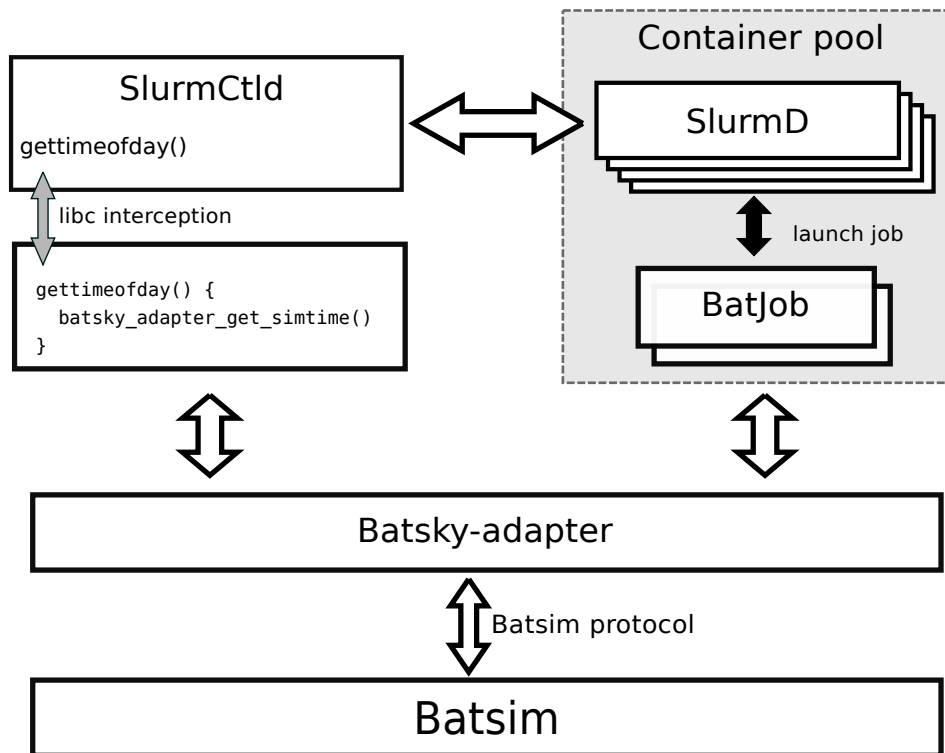 Container pool
SlurmCtld
SlurmD
gettimeofday()
libc interception
launch job
gettimeofday() {
  batsky_adapter_get_simtime()
}
BatJob
Batsky-adapter
Batsim protocol
Batsim